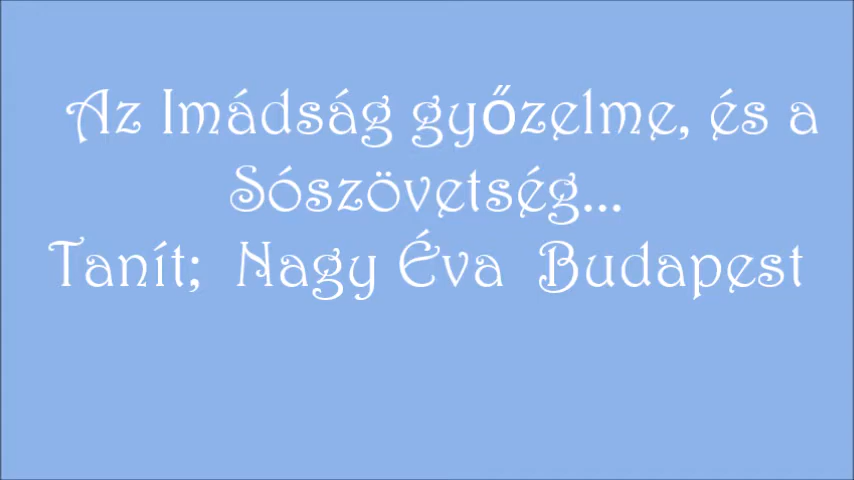 Az Imádság győzelme, és a
Sószövetség...
Tanít; Nagy Éva Budapest